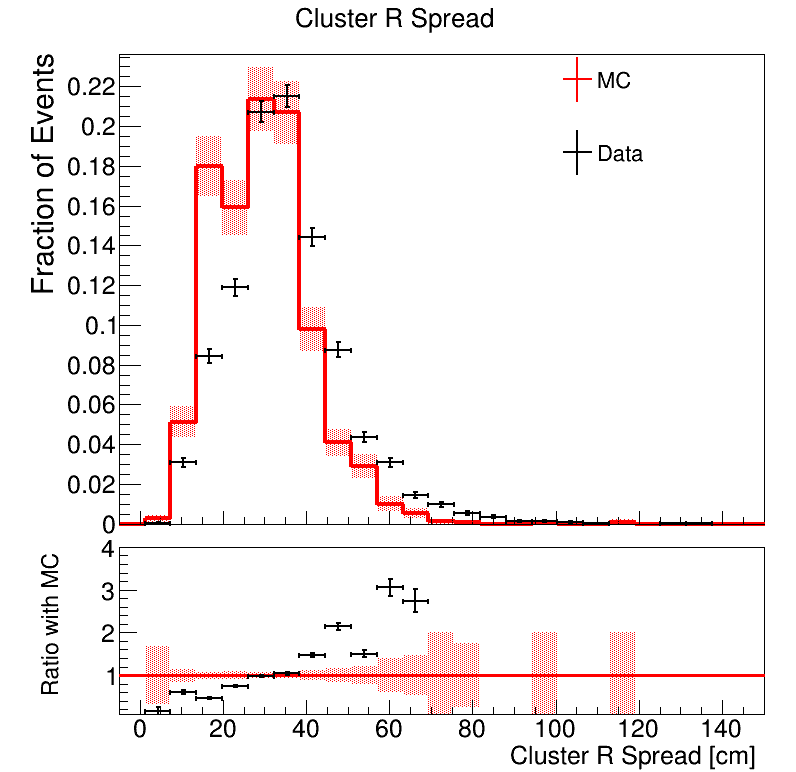 Cluster R Spread
Fraction of Events
0.22
0.2
0.18
0.16
0.14
0.12
0.1
0.08
0.06
0.04
0.02
0
MC
Data
Ratio with MC
4
3
2
1
0 20 40 60 80 100 120 140
Cluster R Spread [cm]